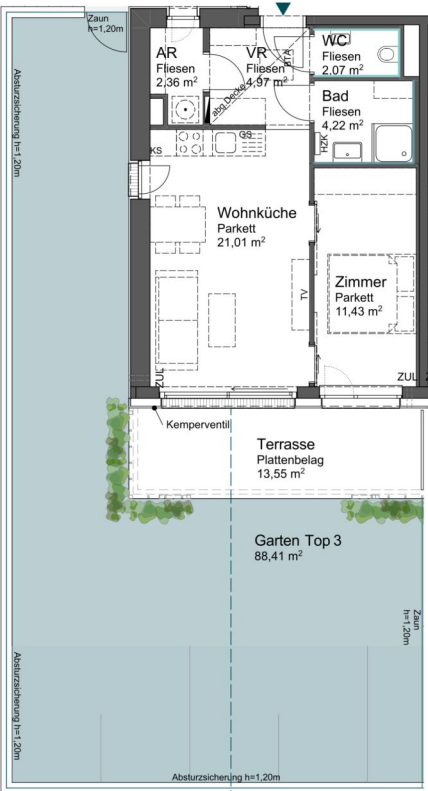 Zaun
h=1,20m
Absturzsicherung h=1,20m
AR
Fliesen
2,36 m²
VR
Fliesen
4,97 m²
abg Decke
BTA
WC
Fliesen
2.07 m²
Bad
Fliesen
4,22 m²
HZK
KS
GS
Wohnküche
Parkett
21,01 m²
TV
Zimmer
Parkett
11,43 m²
ZUL
ZUL
Kemperventil
Terrasse
Plattenbelag
13,55 m²
Garten Top 3
88,41 m²
Zaun
h=1,20m
Absturzsicherung h=1,20m
Absturzsicherung h=1,20m